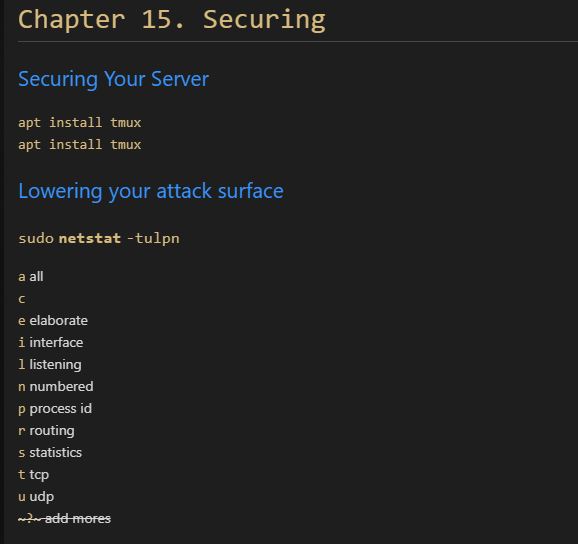 Chapter 15. Securing
Securing Your Server
apt install tmux
apt install tmux
Lowering your attack surface
sudo netstat -tulpn
a all
c
e elaborate
i interface
l listening
n numbered
p process id
r routing
s statistics
t tcp
u udp
~?~ add mores